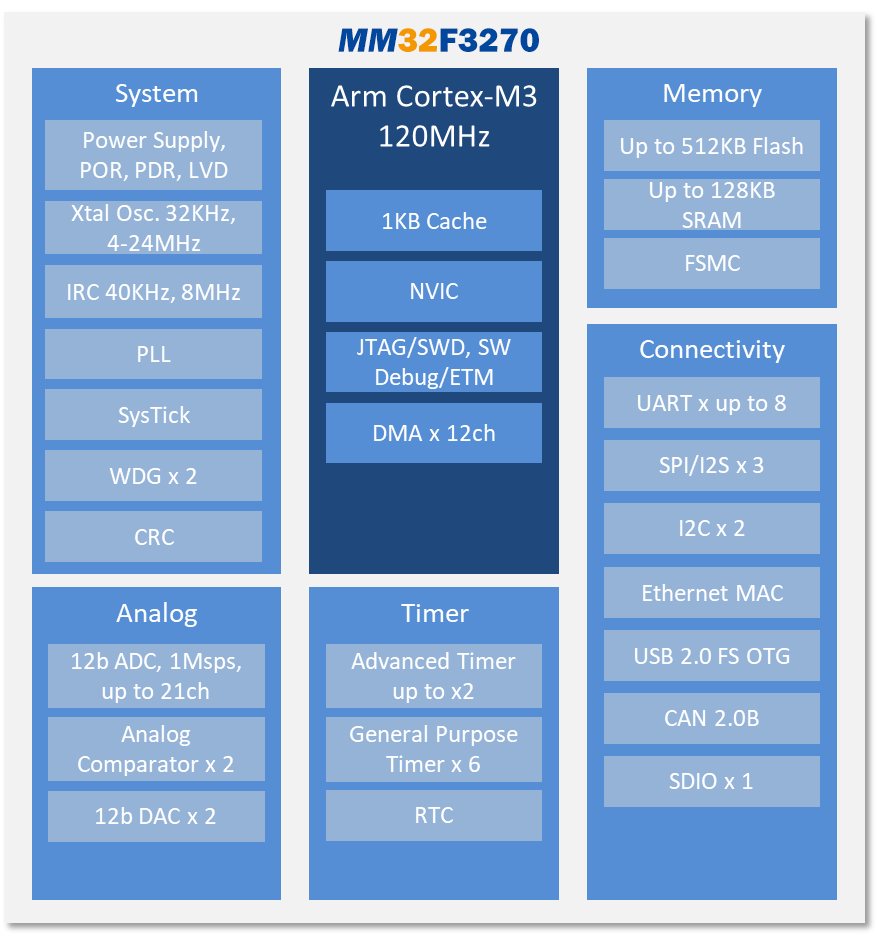 MM32F3270
System
Power Supply,
POR, PDR, LVD
Xtal Osc. 32KHz,
4-24MHz
IRC 40KHz, 8MHz
PLL
SysTick
WDG x 2
CRC
Arm Cortex-M3
120MHz
1KB Cache
NVIC
JTAG/SWD, SW
Debug/ETM
DMA x 12ch
Memory
Up to 512KB Flash
Up to 128KB
SRAM
FSMC
Connectivity
UART x up to 8
SPI/I2S x 3
I2C x 2
Ethernet MAC
USB 2.0 FS OTG
CAN 2.0B
SDIO x 1
Analog
12b ADC, 1Msps,
up to 21ch
Analog
Comparator x 2
12b DAC x 2
Timer
Advanced Timer
up to x2
General Purpose
Timer x 6
RTC